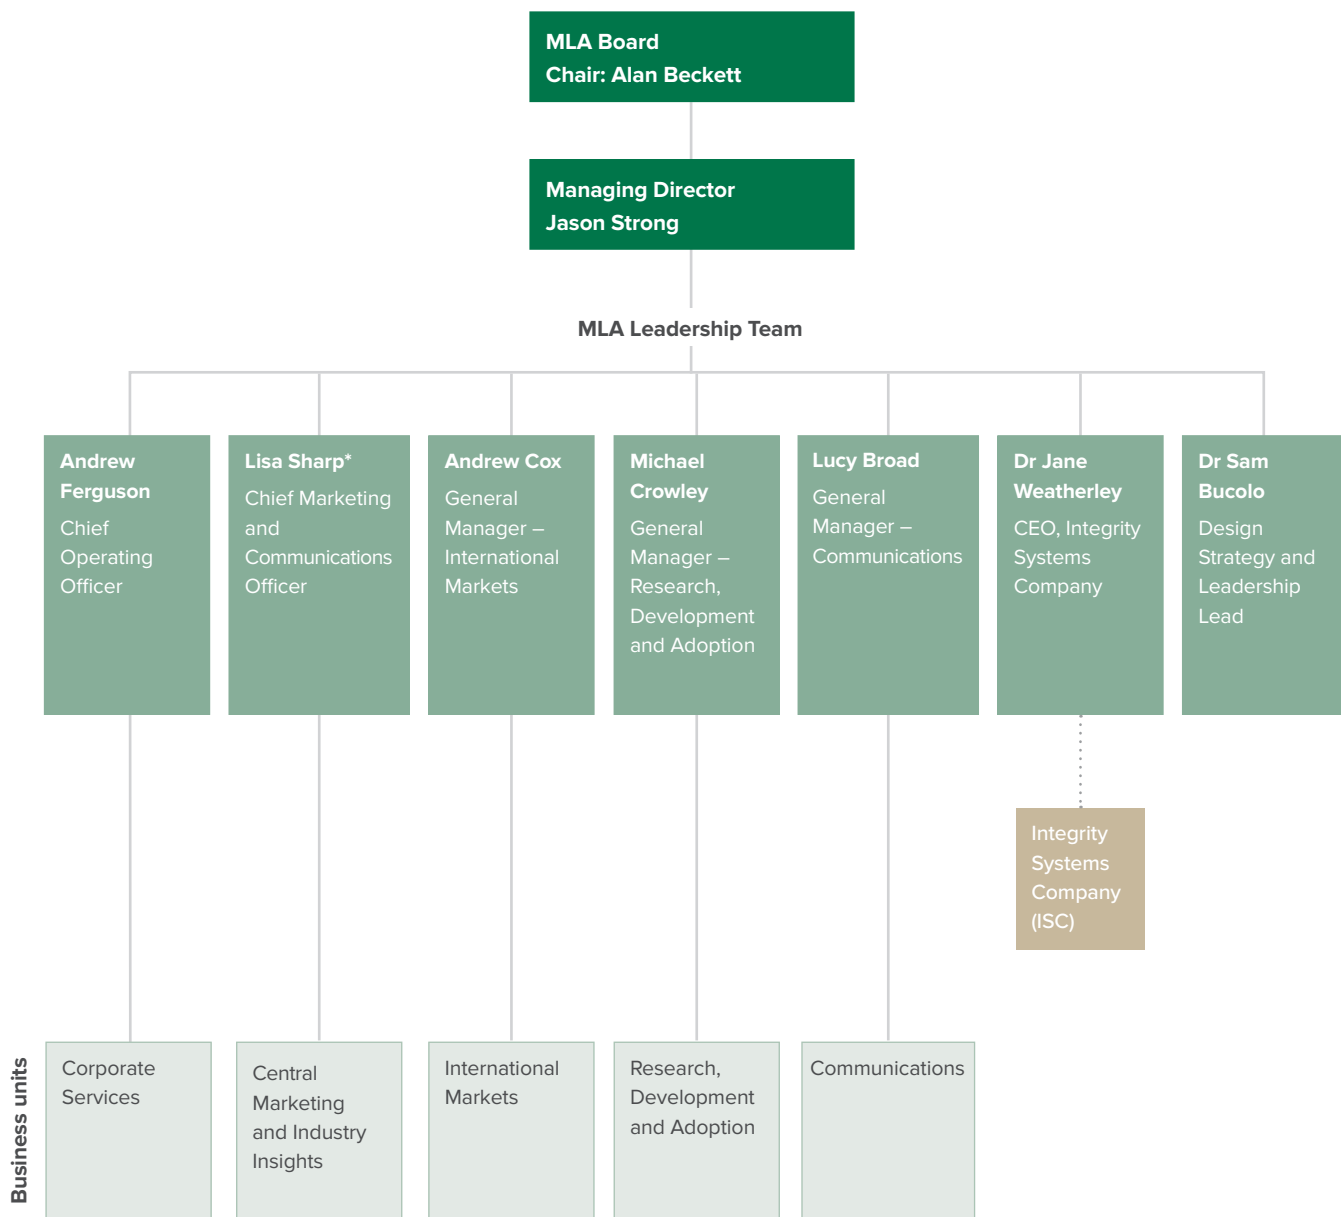 MLA Board
Chair: Alan Beckett
Managing Director
Jason Strong
MLA Leadership Team
Andrew
Ferguson
Chief
Operating
Officer
Lisa Sharp*
Chief Marketing
and
Communications
Officer
Andrew Cox
General
Manager –
International
Markets
Michael
Crowley
General
Manager –
Research,
Development
and Adoption
Lucy Broad
General
Manager –
Communications
Dr Jane
Weatherley
CEO, Integrity
Systems
Company
Dr Sam
Bucolo
Design
Strategy and
Leadership
Lead
Integrity
Systems
Company
(ISC)
Business units
Corporate
Services
Central
Marketing
and Industry
Insights
International
Markets
Research,
Development
and Adoption
Communications